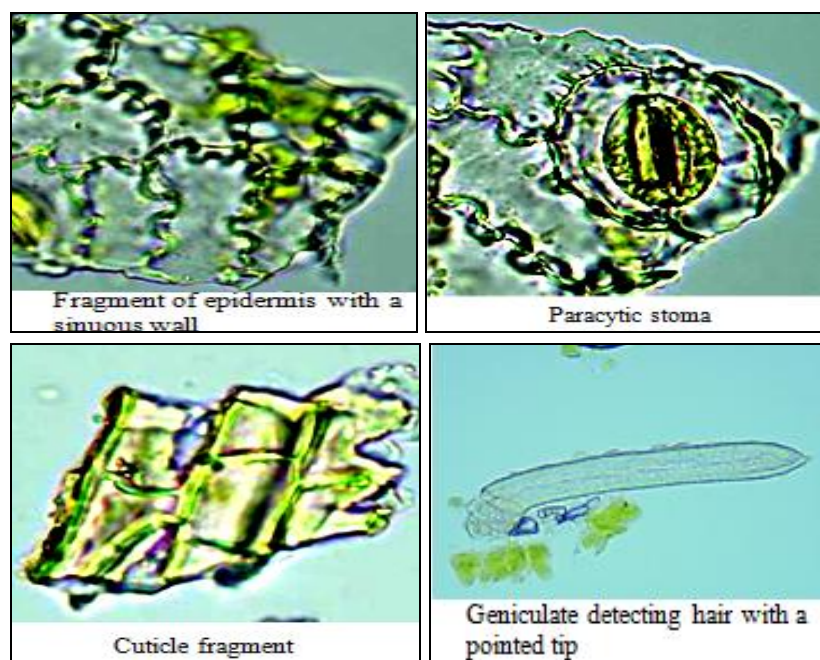 Fragment of epidermis with a
sinuous wall
Paracytic stoma
Cuticle fragment
Geniculate detecting hair with a
pointed tip